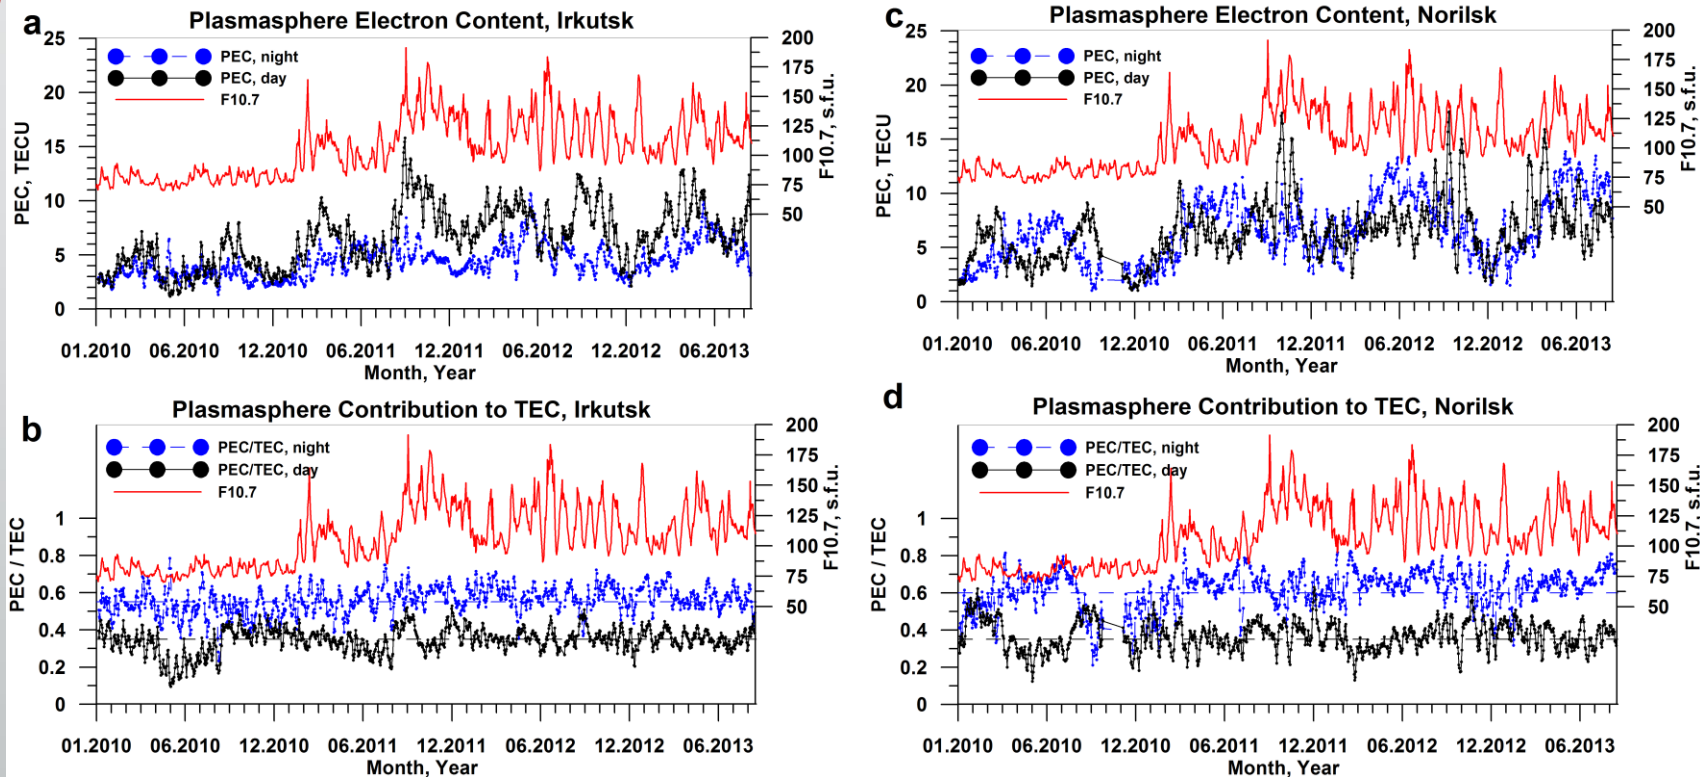 a
Plasmasphere Electron Content, Irkutsk
25
20
15
10
5
0
PEC, TECU
PEC, night
PEC, day
F10.7
200
175
150
125
100
75
50
F10.7, s.f.u.
01.2010 06.2010 12.2010 06.2011 12.2011 06.2012 12.2012 06.2013
Month, Year
c
Plasmasphere Electron Content, Norilsk
25
20
15
10
5
0
PEC, TECU
PEC, night
PEC, day
F10.7
200
175
150
125
100
75
50
F10.7, s.f.u.
01.2010 06.2010 12.2010 06.2011 12.2011 06.2012 12.2012 06.2013
Month, Year
b
Plasmasphere Contribution to TEC, Irkutsk
1
0.8
0.6
0.4
0.2
0
PEC / TEC
PEC/TEC, night
PEC/TEC, day
F10.7
200
175
150
125
100
75
50
F10.7, s.f.u.
01.2010 06.2010 12.2010 06.2011 12.2011 06.2012 12.2012 06.2013
Month, Year
d
Plasmasphere Contribution to TEC, Norilsk
1
0.8
0.6
0.4
0.2
0
PEC / TEC
PEC/TEC, night
PEC/TEC, day
F10.7
200
175
150
125
100
75
50
F10.7, s.f.u.
01.2010 06.2010 12.2010 06.2011 12.2011 06.2012 12.2012 06.2013
Month, Year